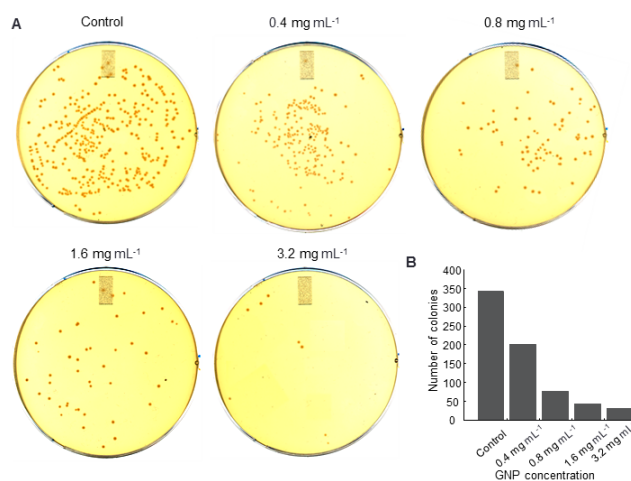 A
Control
0.4 mg mL⁻¹
0.8 mg mL⁻¹
1.6 mg mL⁻¹
3.2 mg mL⁻¹
B
Number of colonies
400
350
300
250
200
150
100
50
0
Control
0.4 mg mL⁻¹
0.8 mg mL⁻¹
1.6 mg mL⁻¹
3.2 mg ml
GNP concentration